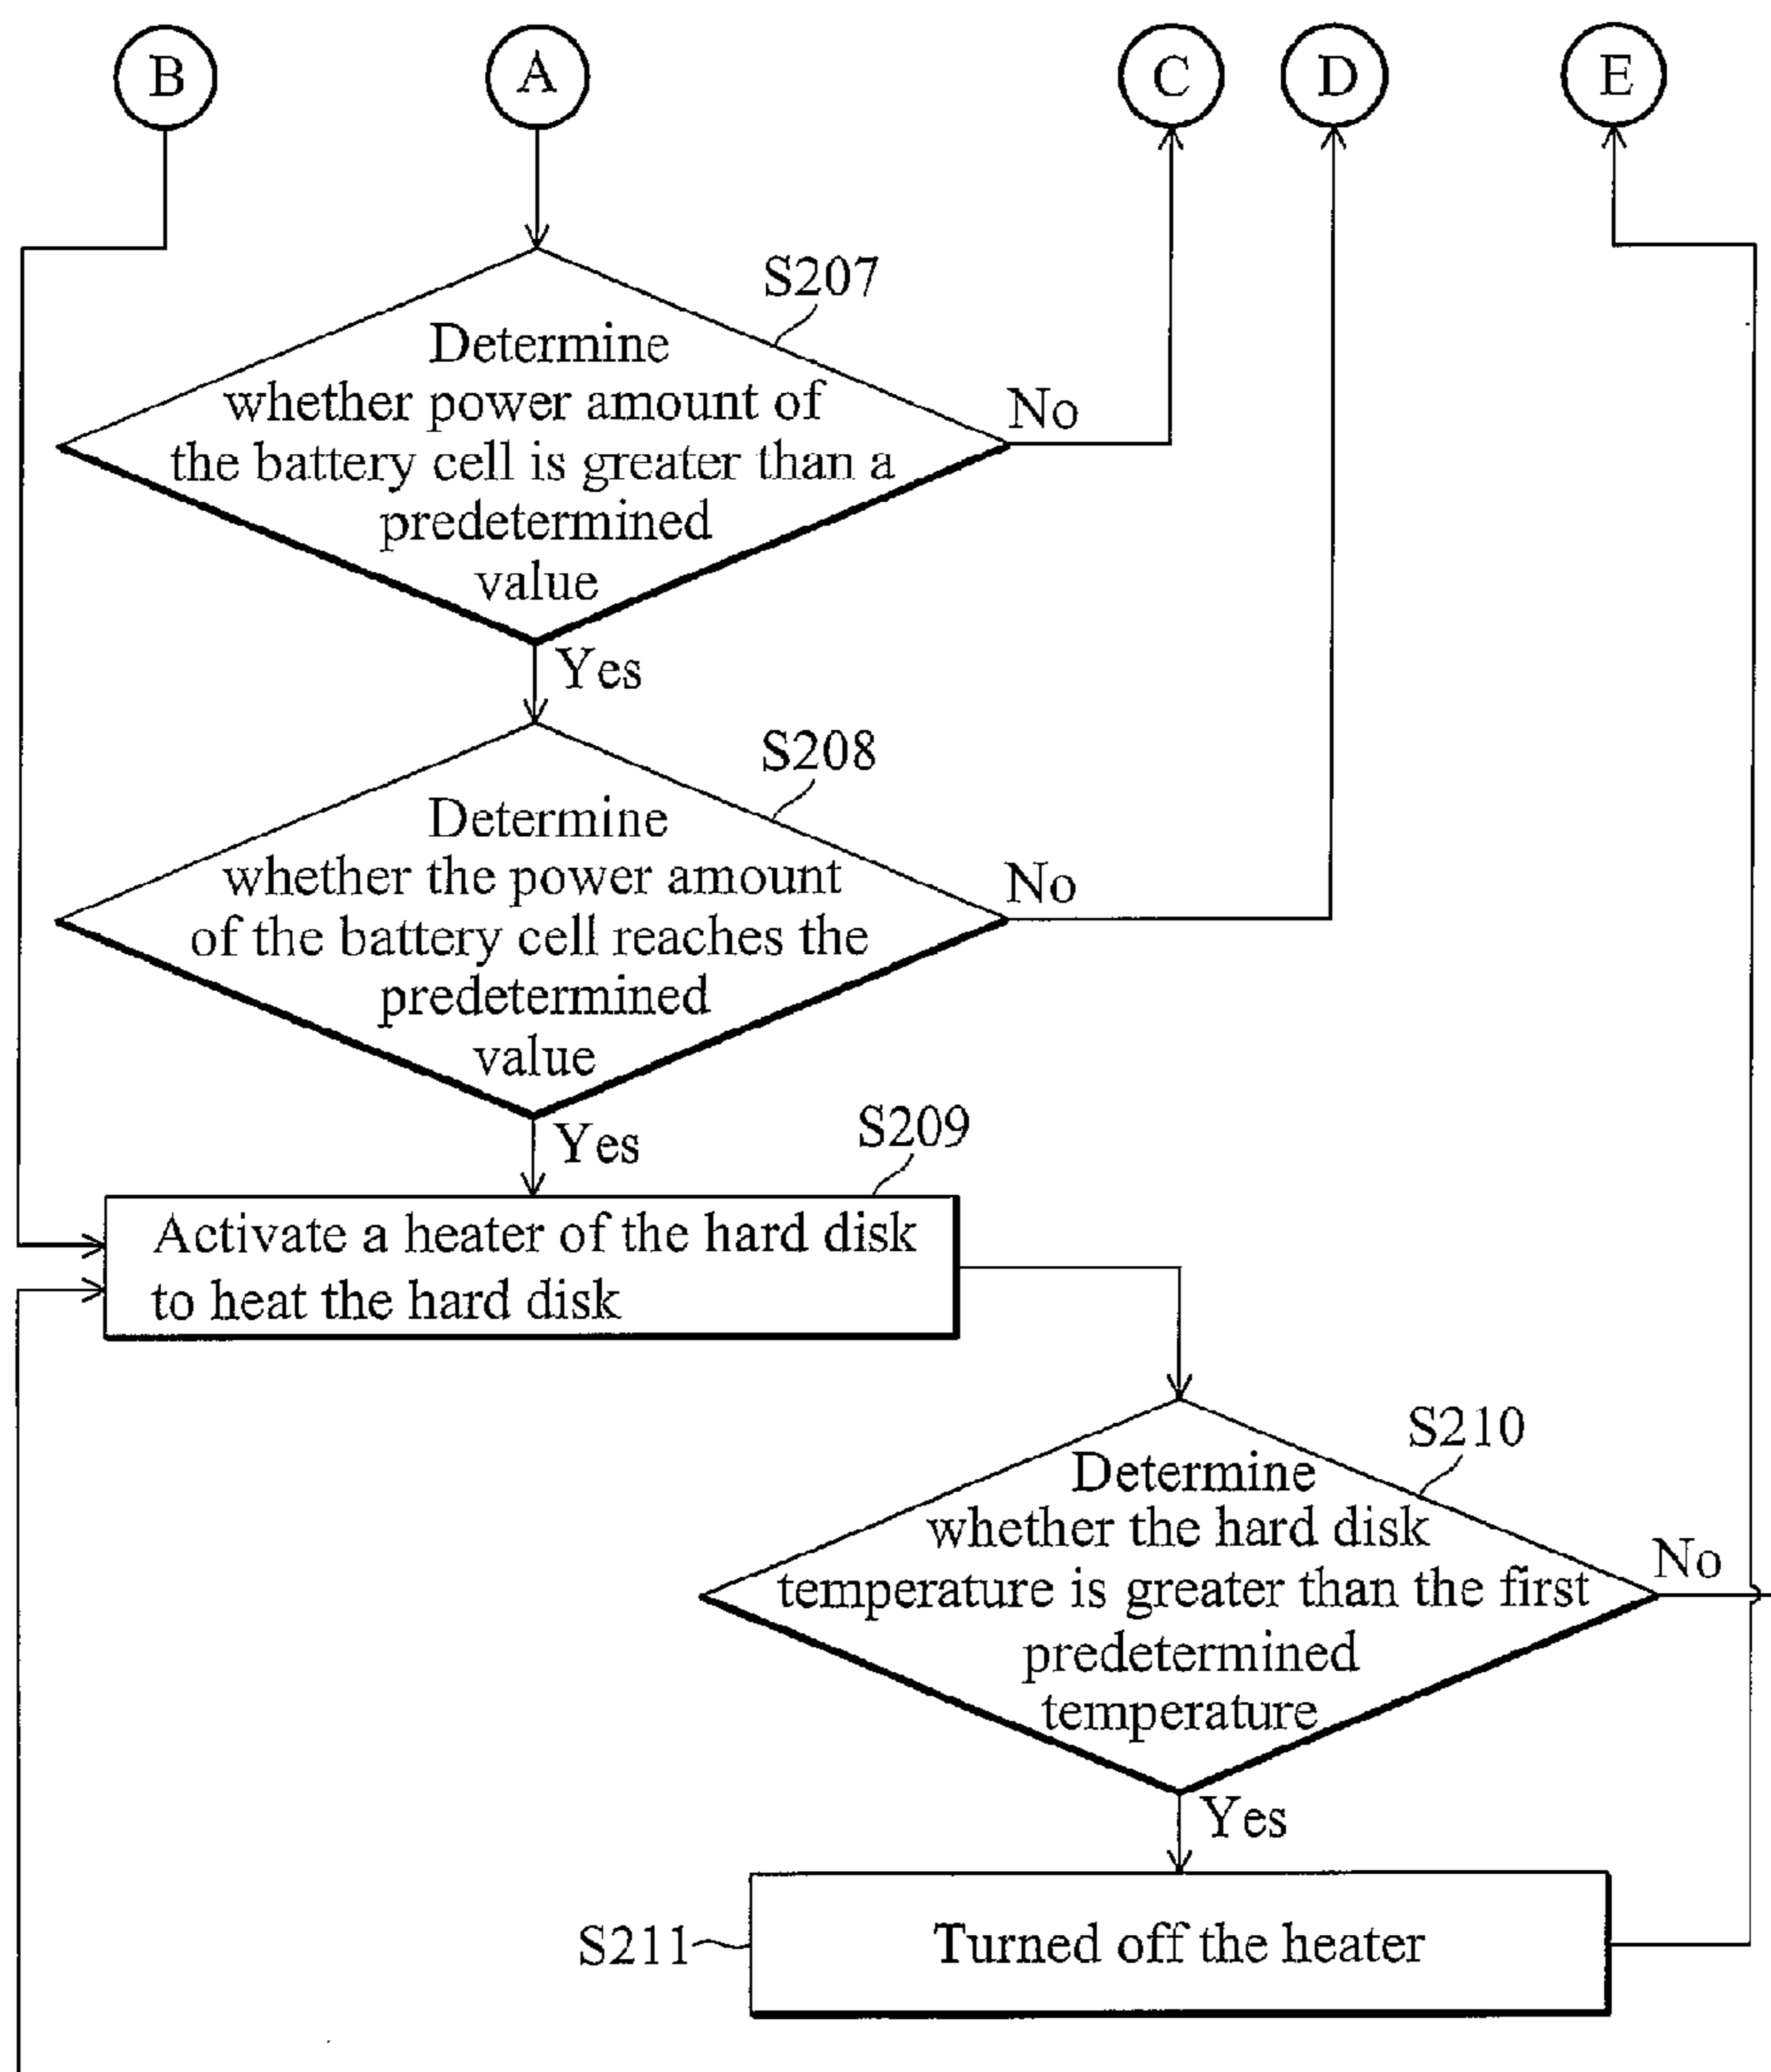 B
A
C
D
E
S207
Determine
whether power amount of
the battery cell is greater than a
predetermined
value
No
Yes
S208
Determine
whether the power amount
of the battery cell reaches the
predetermined
value
No
Yes
S209
Activate a heater of the hard disk
to heat the hard disk
S210
Determine
whether the hard disk
temperature is greater than the first
predetermined
temperature
No
Yes
S211
Turned off the heater